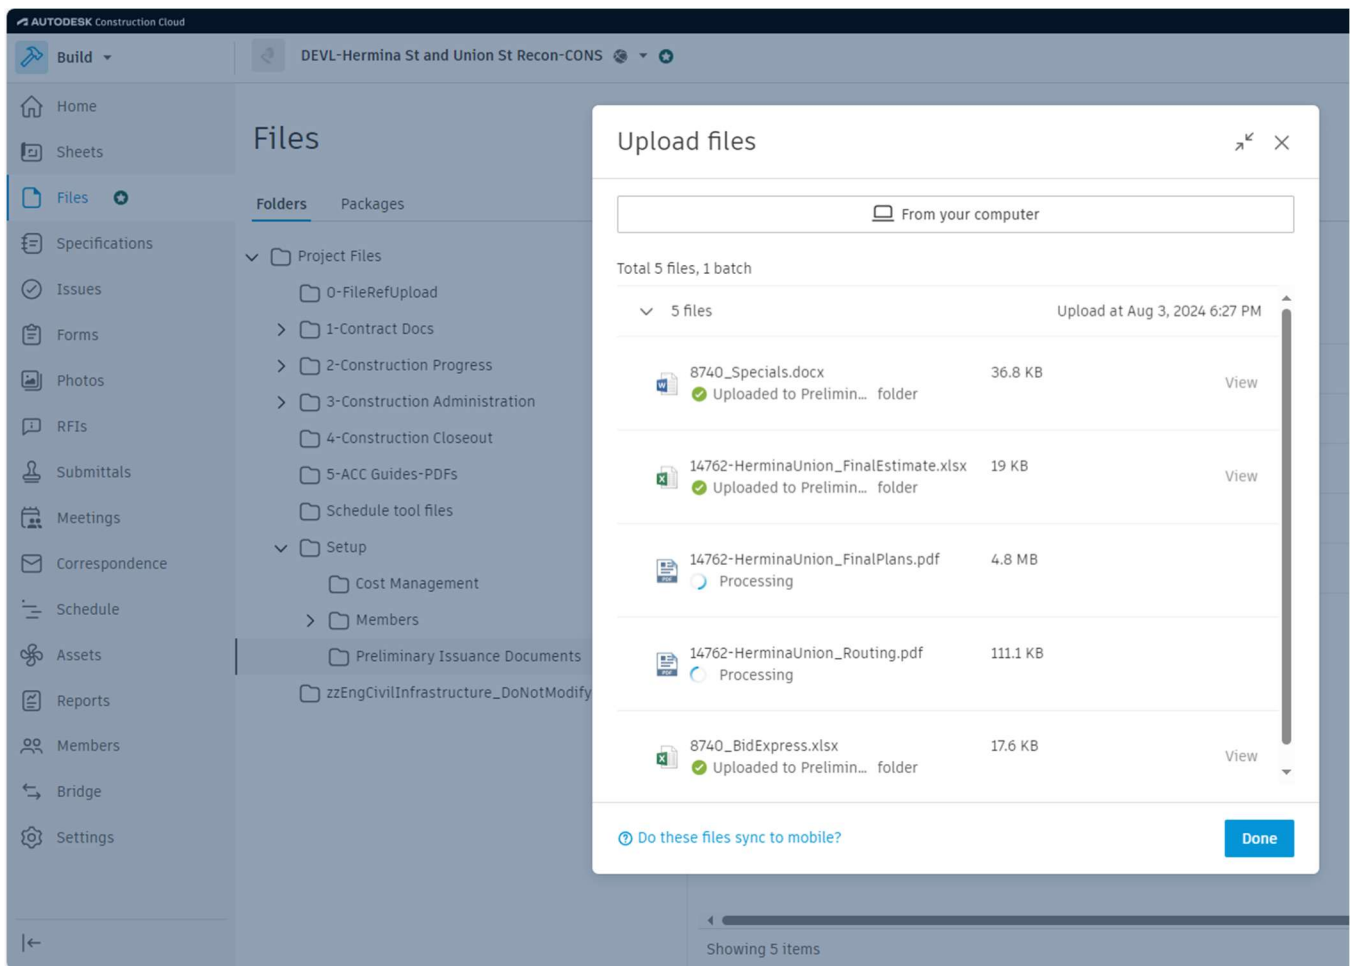 AUTODESK Construction Cloud
Build
DEVL-Hermina St and Union St Recon-CONS
Home
Sheets
Files
Specifications
Issues
Forms
Photos
RFIs
Submittals
Meetings
Correspondence
Schedule
Assets
Reports
Members
Bridge
Settings
Files
Folders Packages
Project Files
0-FileRefUpload
1-Contract Docs
2-Construction Progress
3-Construction Administration
4-Construction Closeout
5-ACC Guides-PDFs
Schedule tool files
Setup
Cost Management
Members
Preliminary Issuance Documents
zzEngCivilInfrastructure_DoNotModify
Upload files
From your computer
Total 5 files, 1 batch
5 files Upload at Aug 3, 2024 6:27 PM
8740_Specials.docx 36.8 KB
Uploaded to Prelimin... folder
View
14762-HerminaUnion_FinalEstimate.xlsx 19 KB
Uploaded to Prelimin... folder
View
14762-HerminaUnion_FinalPlans.pdf 4.8 MB
Processing
14762-HerminaUnion_Routing.pdf 111.1 KB
Processing
8740_BidExpress.xlsx 17.6 KB
Uploaded to Prelimin... folder
View
Do these files sync to mobile?
Done
Showing 5 items